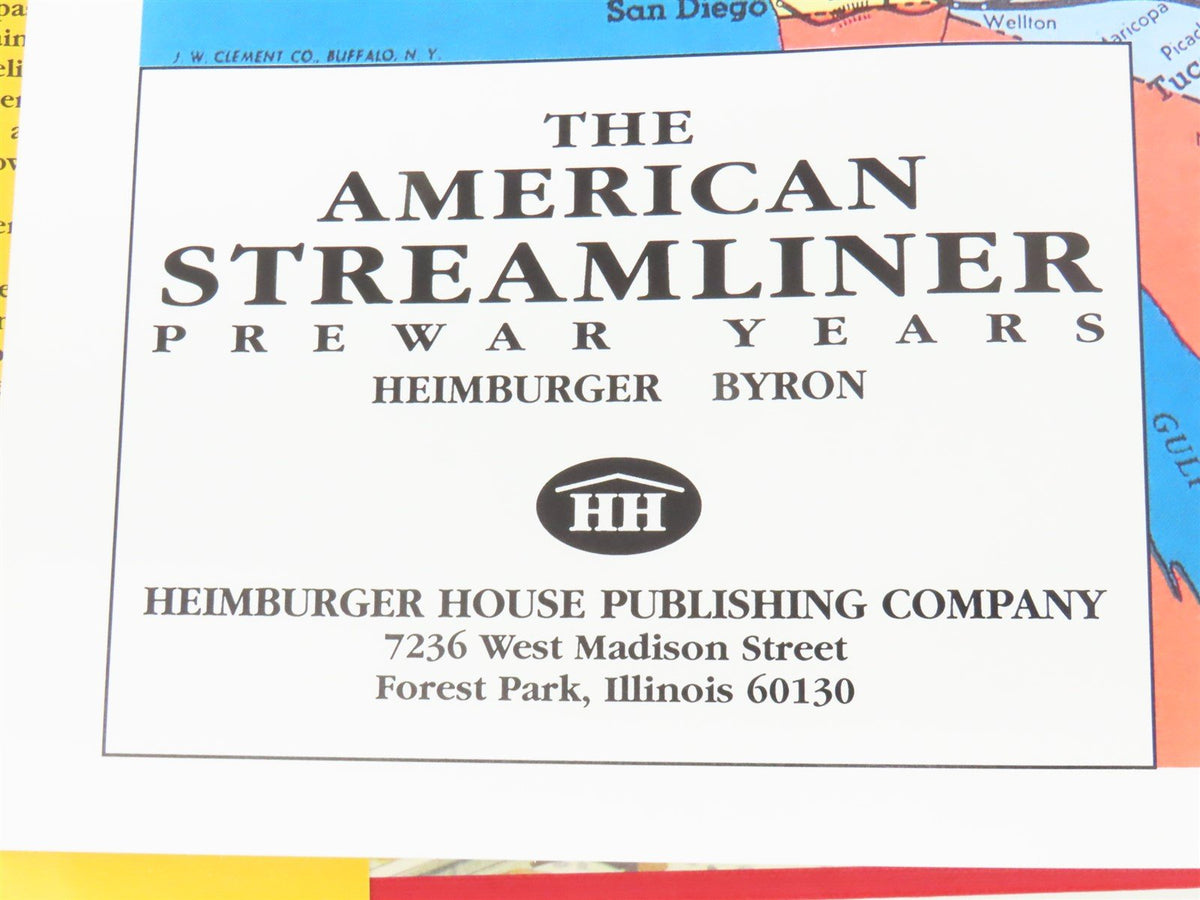 San Diego
Wellton
Maricopa
J. W. CLEMENT CO., BUFFALO, N. Y.
THE
AMERICAN
STREAMLINER
PREWAR YEARS
HEIMBURGER BYRON
HH
HEIMBURGER HOUSE PUBLISHING COMPANY
7236 West Madison Street
Forest Park, Illinois 60130